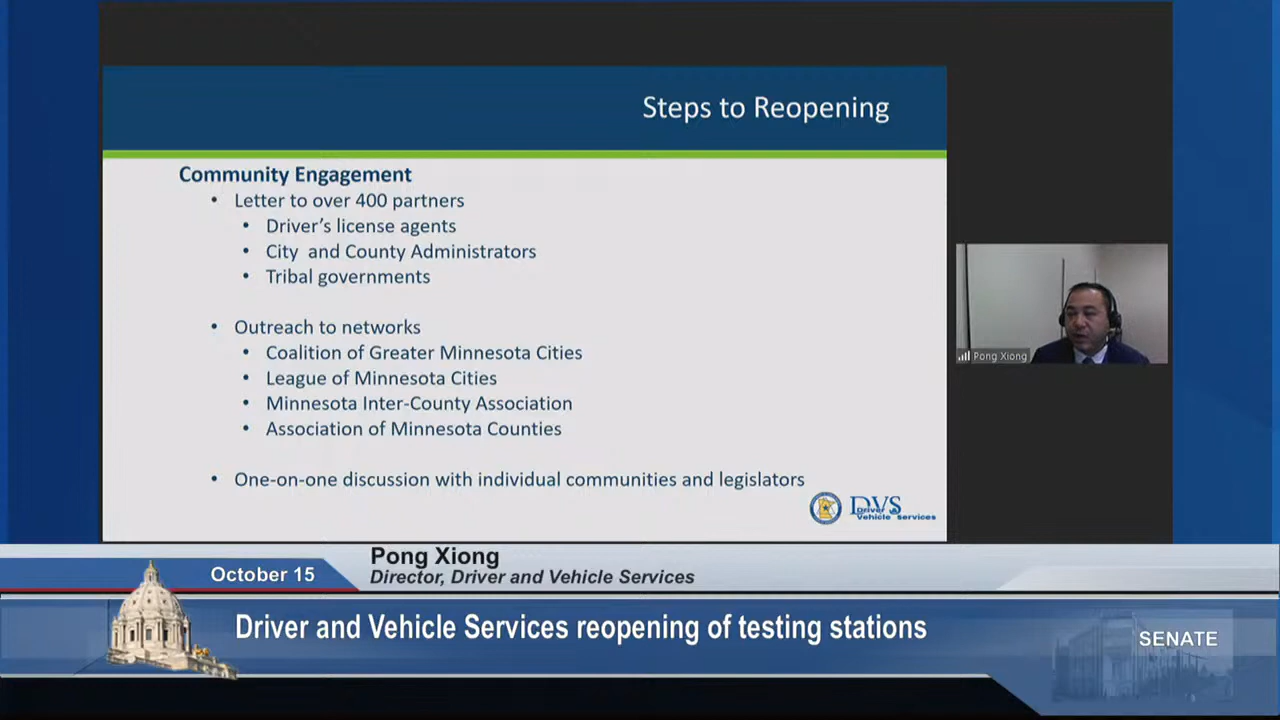 Steps to Reopening
Community Engagement
• Letter to over 400 partners
• Driver's license agents
• City and County Administrators
• Tribal governments
• Outreach to networks
• Coalition of Greater Minnesota Cities
• League of Minnesota Cities
• Minnesota Inter-County Association
• Association of Minnesota Counties
• One-on-one discussion with individual communities and legislators
DVS
Driver
Vehicle Services
Pong Xiong
Pong Xiong
Director, Driver and Vehicle Services
October 15
Driver and Vehicle Services reopening of testing stations
SENATE